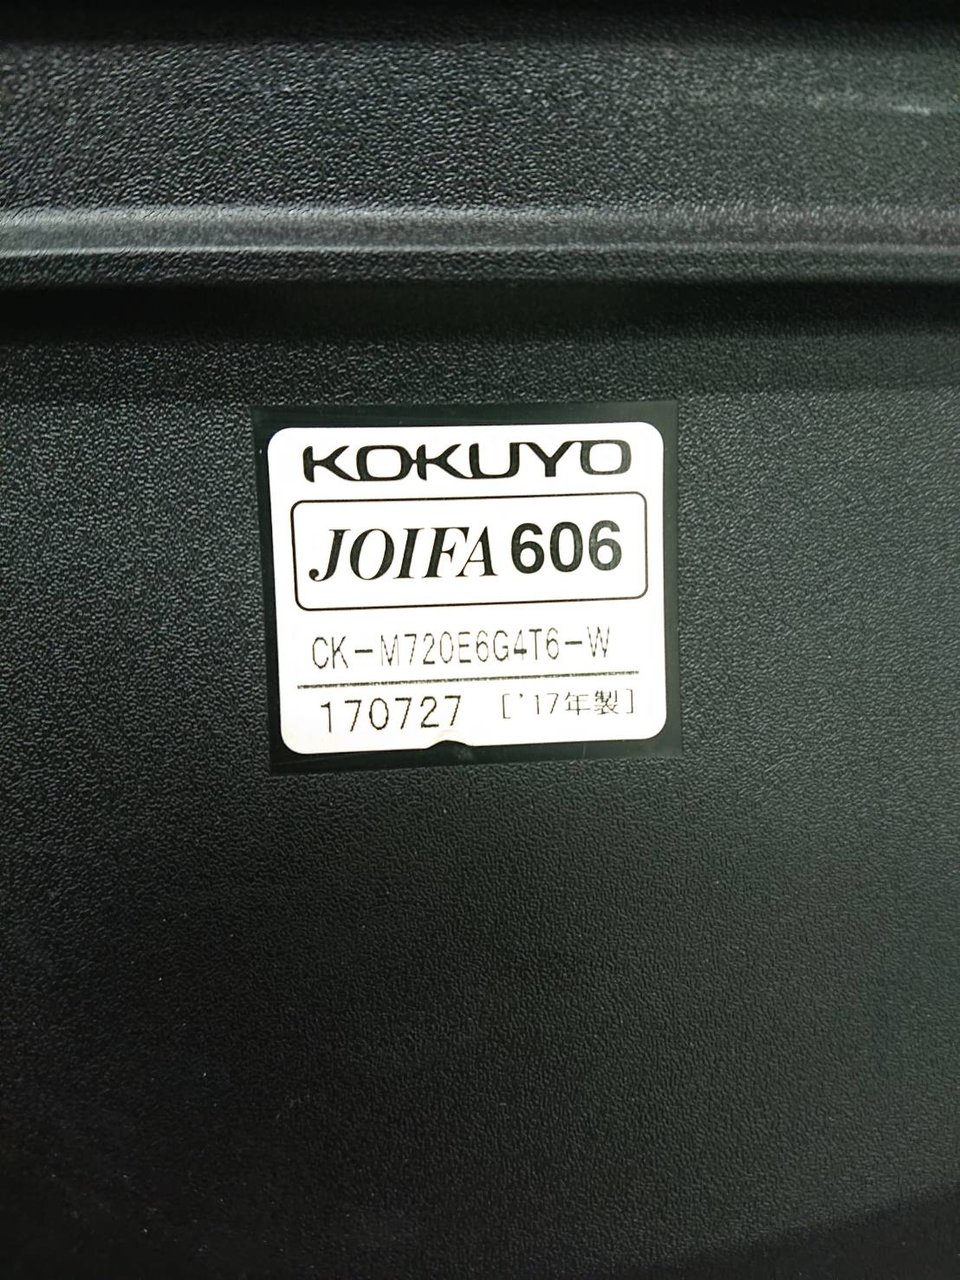 KOKUYO
JOIFA 606
CK-M720E6G4T6-W
170727 ['17年製]